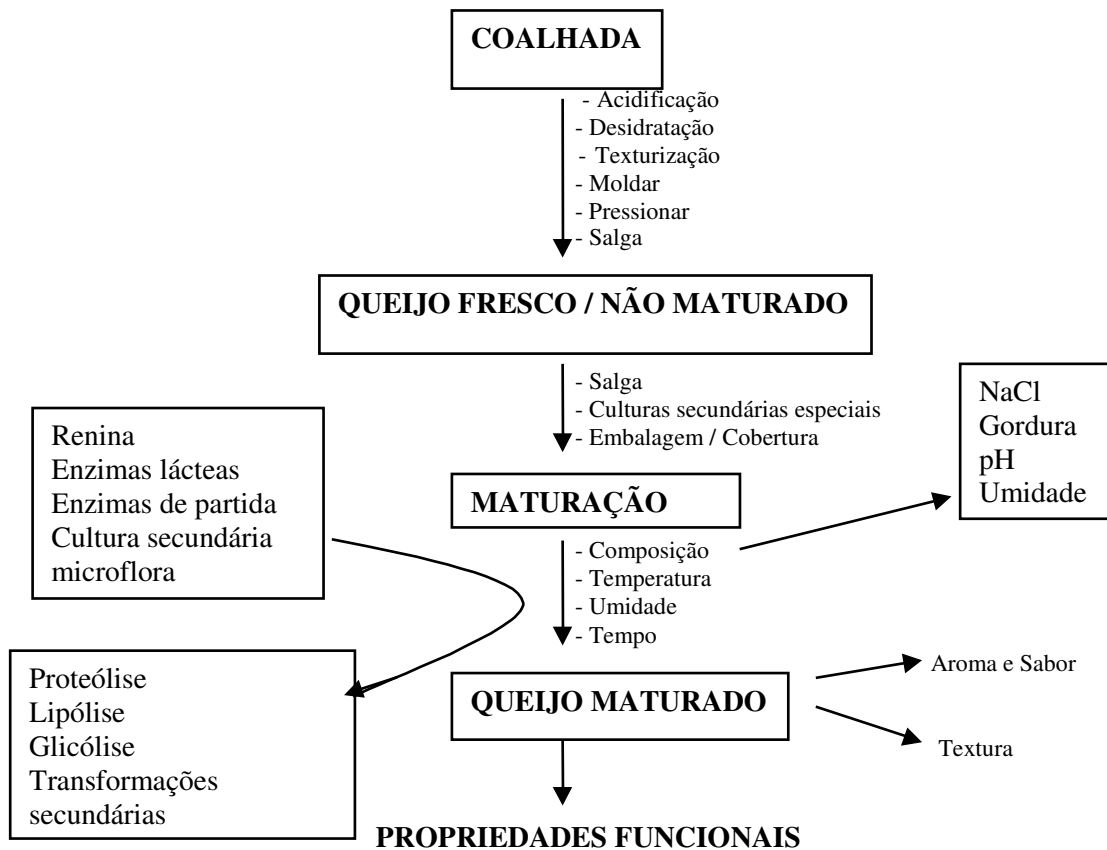 COALHADA
- Acidificação
- Desidratação
- Texturização
- Moldar
- Pressionar
- Salga
QUEIJO FRESCO / NÃO MATURADO
- Salga
- Culturas secundárias especiais
- Embalagem / Cobertura
NaCl
Gordura
pH
Umidade
Renina
Enzimas lácteas
Enzimas de partida
Cultura secundária
microflora
MATURAÇÃO
- Composição
- Temperatura
- Umidade
- Tempo
Proteólise
Lipólise
Glicólise
Transformações
secundárias
QUEIJO MATURADO
Aroma e Sabor
Textura
PROPRIEDADES FUNCIONAIS